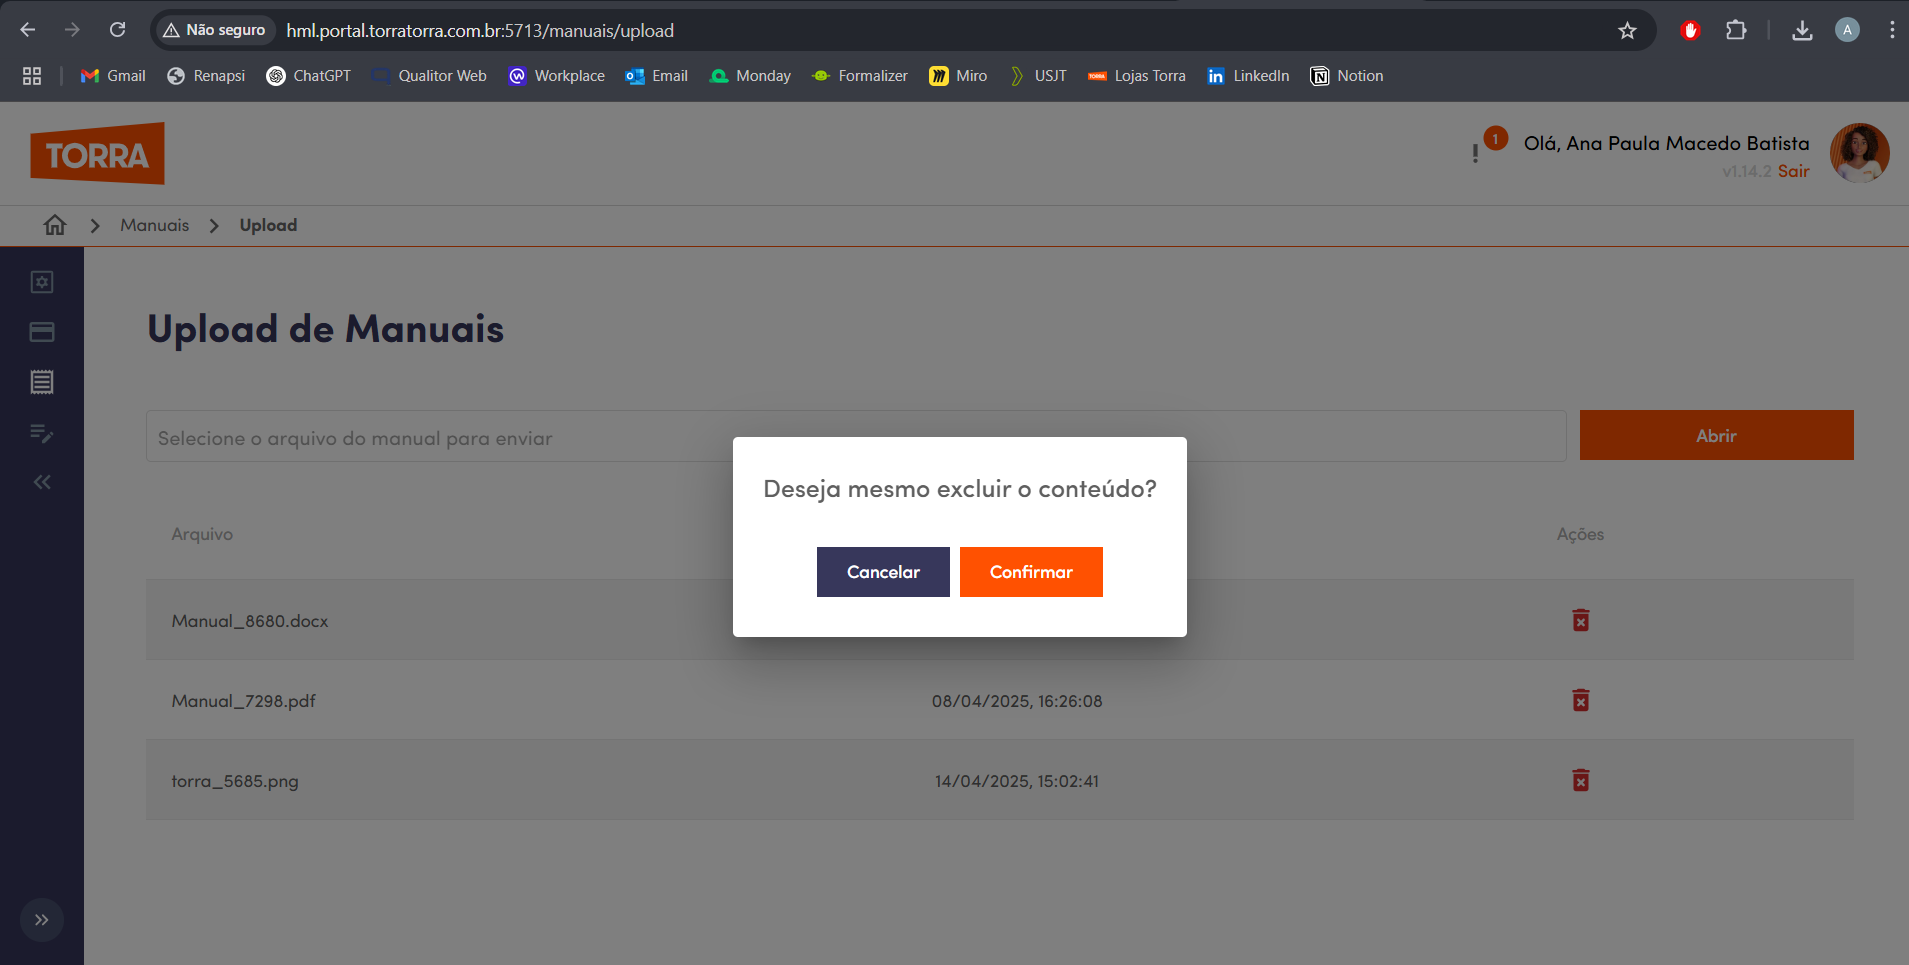 Não seguro
hml.portal.torratorra.com.br:5713/manuais/upload
A
Gmail
Renapsi
ChatGPT
Qualitor Web
Workplace
Email
Monday
Formalizer
Miro
USJT
Lojas Torra
LinkedIn
Notion
TORRA
1
Olá, Ana Paula Macedo Batista
v1.14.2 Sair
Manuais
Upload
Upload de Manuais
Selecione o arquivo do manual para enviar
Abrir
Deseja mesmo excluir o conteúdo?
Cancelar
Confirmar
Arquivo
Ações
Manual_8680.docx
Manual_7298.pdf
08/04/2025, 16:26:08
torra_5685.png
14/04/2025, 15:02:41